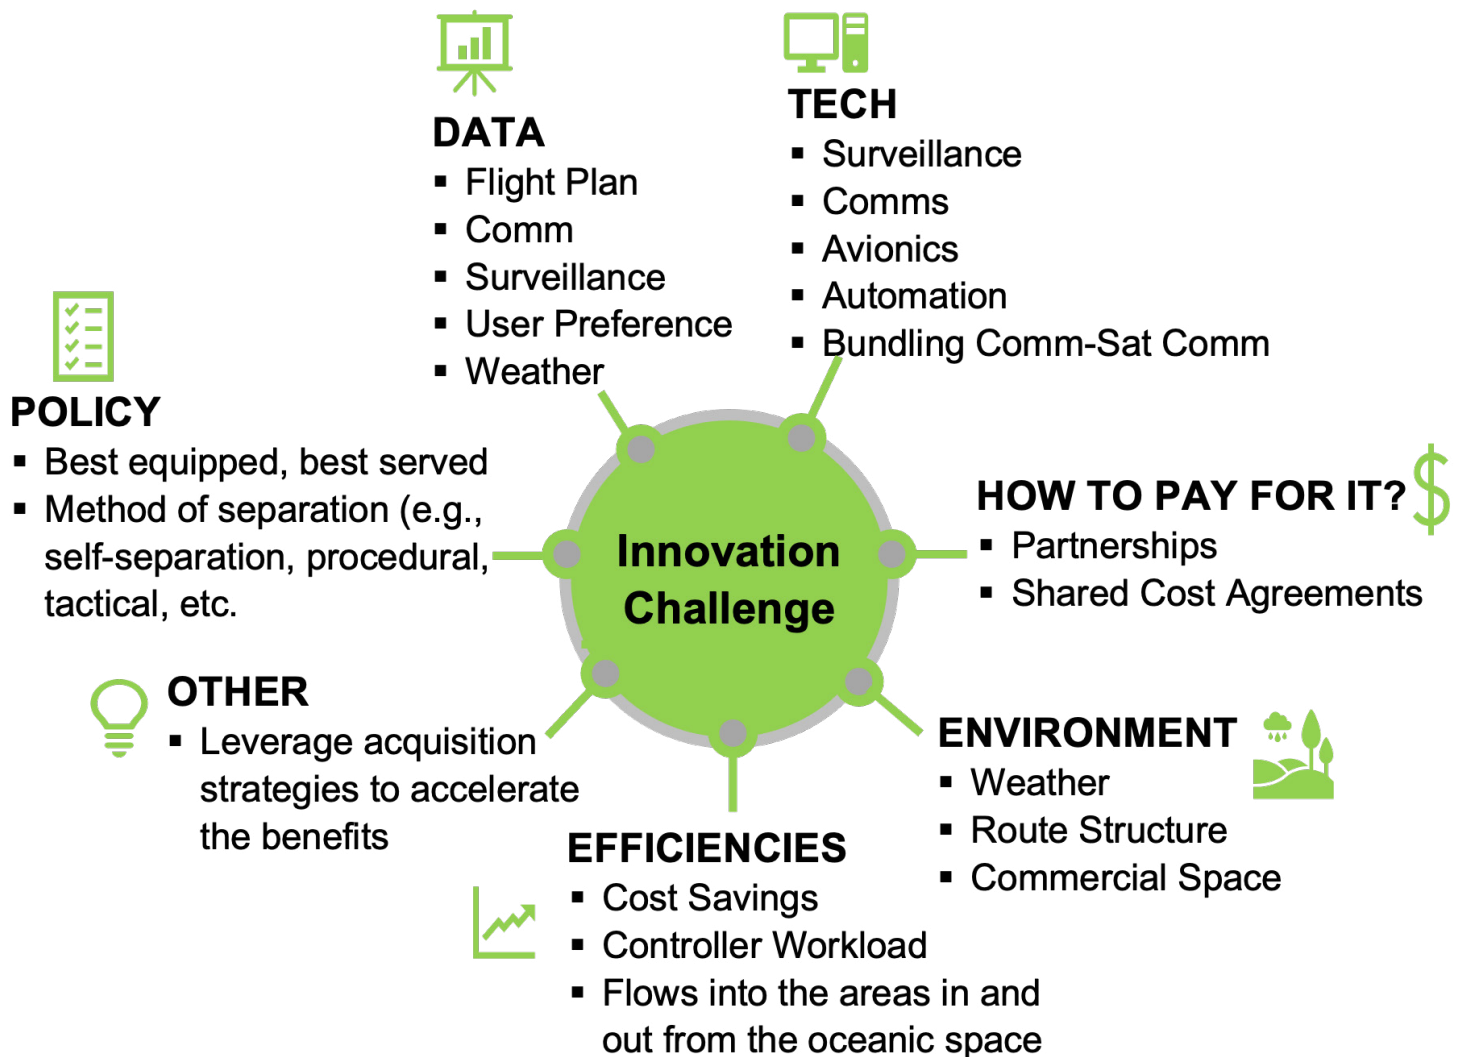 DATA
▪ Flight Plan
▪ Comm
▪ Surveillance
▪ User Preference
▪ Weather
TECH
▪ Surveillance
▪ Comms
▪ Avionics
▪ Automation
▪ Bundling Comm-Sat Comm
POLICY
▪ Best equipped, best served
▪ Method of separation (e.g.,
self-separation, procedural,
tactical, etc.
Innovation
Challenge
HOW TO PAY FOR IT?
$
▪ Partnerships
▪ Shared Cost Agreements
OTHER
▪ Leverage acquisition
strategies to accelerate
the benefits
ENVIRONMENT
▪ Weather
▪ Route Structure
▪ Commercial Space
EFFICIENCIES
▪ Cost Savings
▪ Controller Workload
▪ Flows into the areas in and
out from the oceanic space